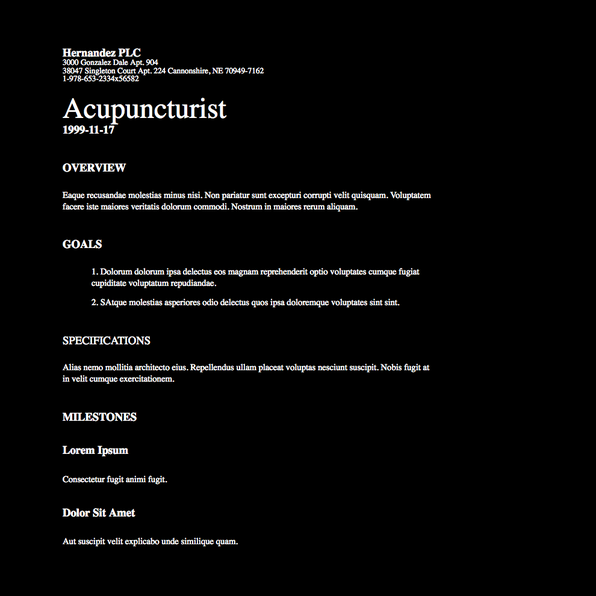 Hernandez PLC
3000 Gonzalez Dale Apt. 904
38047 Singleton Court Apt. 224 Cannonshire, NE 70949-7162
1-978-653-2334x56582
Acupuncturist
1999-11-17
OVERVIEW
Eaque recusandae molestias minus nisi. Non pariatur sunt excepturi corrupti velit quisquam. Voluptatem
facere iste maiores veritatis dolorum commodi. Nostrum in maiores rerum aliquam.
GOALS
1. Dolorum dolorum ipsa delectus eos magnam reprehenderit optio voluptates cumque fugiat
cupiditate voluptatum repudiandae.
2. SAtque molestias asperiores odio delectus quos ipsa doloremque voluptates sint sint.
SPECIFICATIONS
Alias nemo mollitia architecto eius. Repellendus ullam placeat voluptas nesciunt suscipit. Nobis fugit at
in velit cumque exercitationem.
MILESTONES
Lorem Ipsum
Consectetur fugit animi fugit.
Dolor Sit Amet
Aut suscipit velit explicabo unde similique quam.